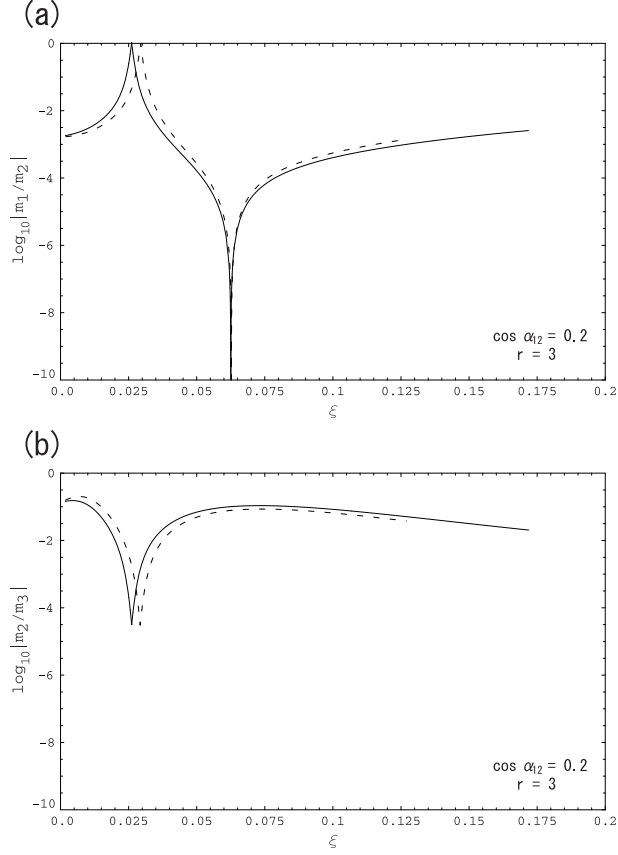 (a)
0
-2
-4
-6
-8
-10
log₁₀|m₁/m₂|
cos α₁₂ = 0.2
r = 3
0.0 0.025 0.05 0.075 0.1 0.125 0.15 0.175 0.2
ξ
(b)
0
-2
-4
-6
-8
-10
log₁₀|m₂/m₃|
cos α₁₂ = 0.2
r = 3
0.0 0.025 0.05 0.075 0.1 0.125 0.15 0.175 0.2
ξ